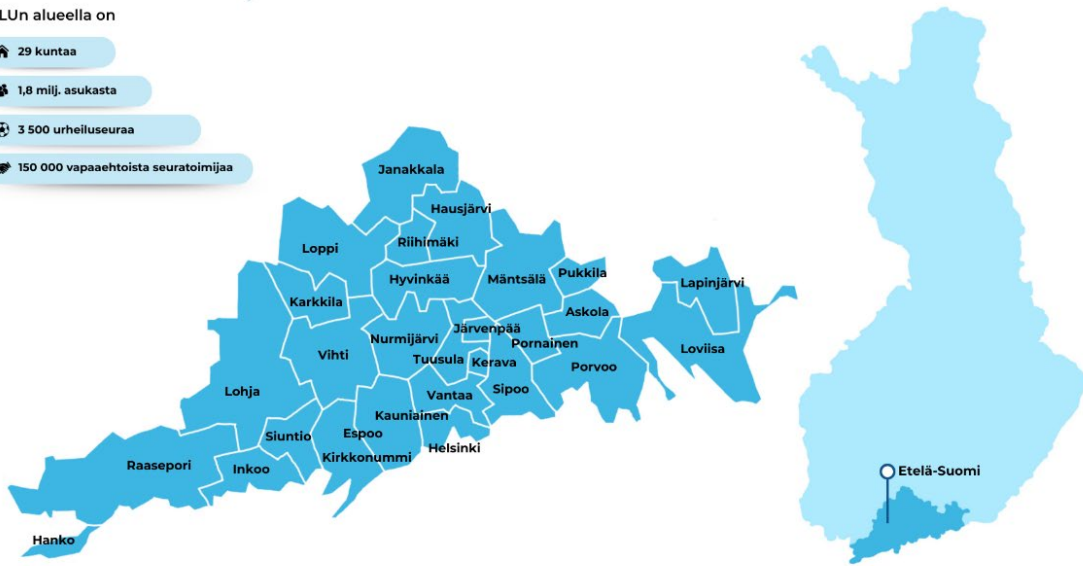 LUn alueella on
29 kuntaa
1,8 milj. asukasta
3 500 urheiluseuraa
150 000 vapaaehtoista seuratoimijaa
Janakkala
Hausjärvi
Riihimäki
Loppi
Hyvinkää
Mäntsälä
Pukkila
Lapinjärvi
Karkkila
Askola
Järvenpää
Nurmijärvi
Pornainen
Loviisa
Vihti
Tuusula
Kerava
Porvoo
Lohja
Vantaa
Sipoo
Kauniainen
Siuntio
Espoo
Helsinki
Kirkkonummi
Raasepori
Inkoo
Hanko
Etelä-Suomi